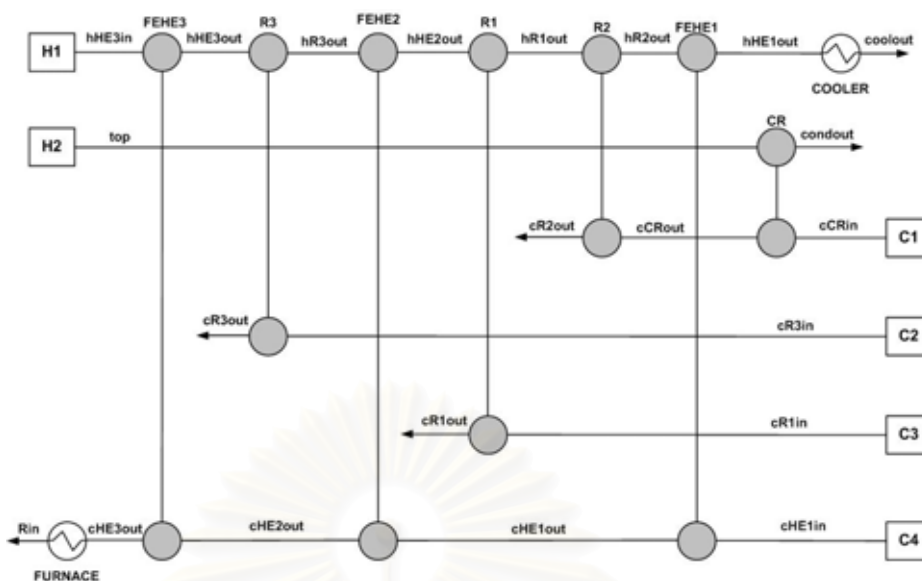 FEHE3 R3 FEHE2 R1 R2 FEHE1
H1 hHE3in hHE3out hR3out hHE2out hR1out hR2out hHE1out coolout
COOLER
CR
H2 top condout
cR2out cCRout cCRin C1
cR3out cR3in C2
cR1out cR1in C3
Rin cHE3out cHE2out cHE1out cHE1in C4
FURNACE